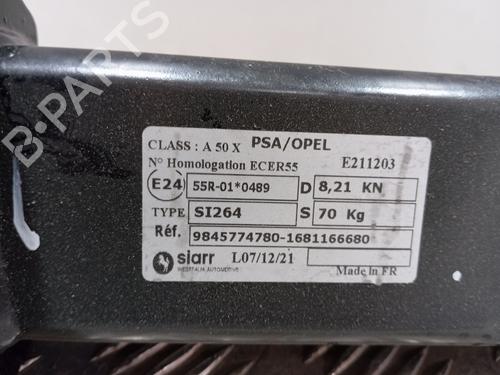 CLASS : A 50 X PSA/OPEL
N° Homologation ECER55 E211203
E24 55R-01*0489 D 8,21 KN
TYPE SI264 S 70 Kg
Réf. 9845774780-1681166680
siarr L07/12/21
WESTFALIA AUTOMOTIVE Made in FR
B-PARTS